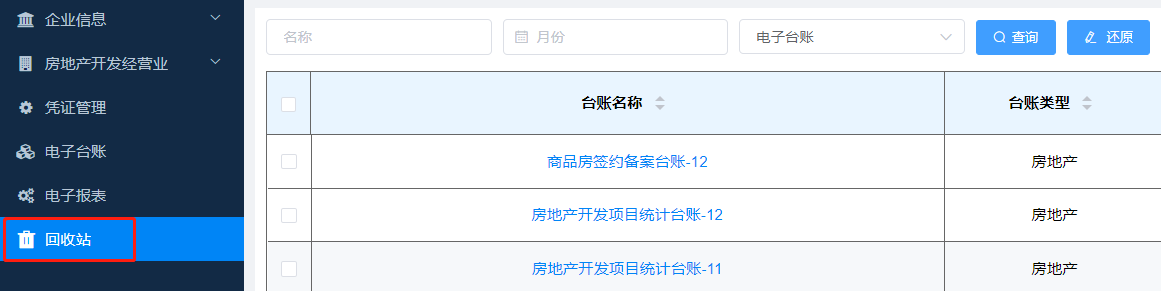 企业信息
房地产开发经营业
凭证管理
电子台账
电子报表
回收站
名称 月份 电子台账 查询 还原
台账名称 台账类型
商品房签约备案台账-12 房地产
房地产开发项目统计台账-12 房地产
房地产开发项目统计台账-11 房地产